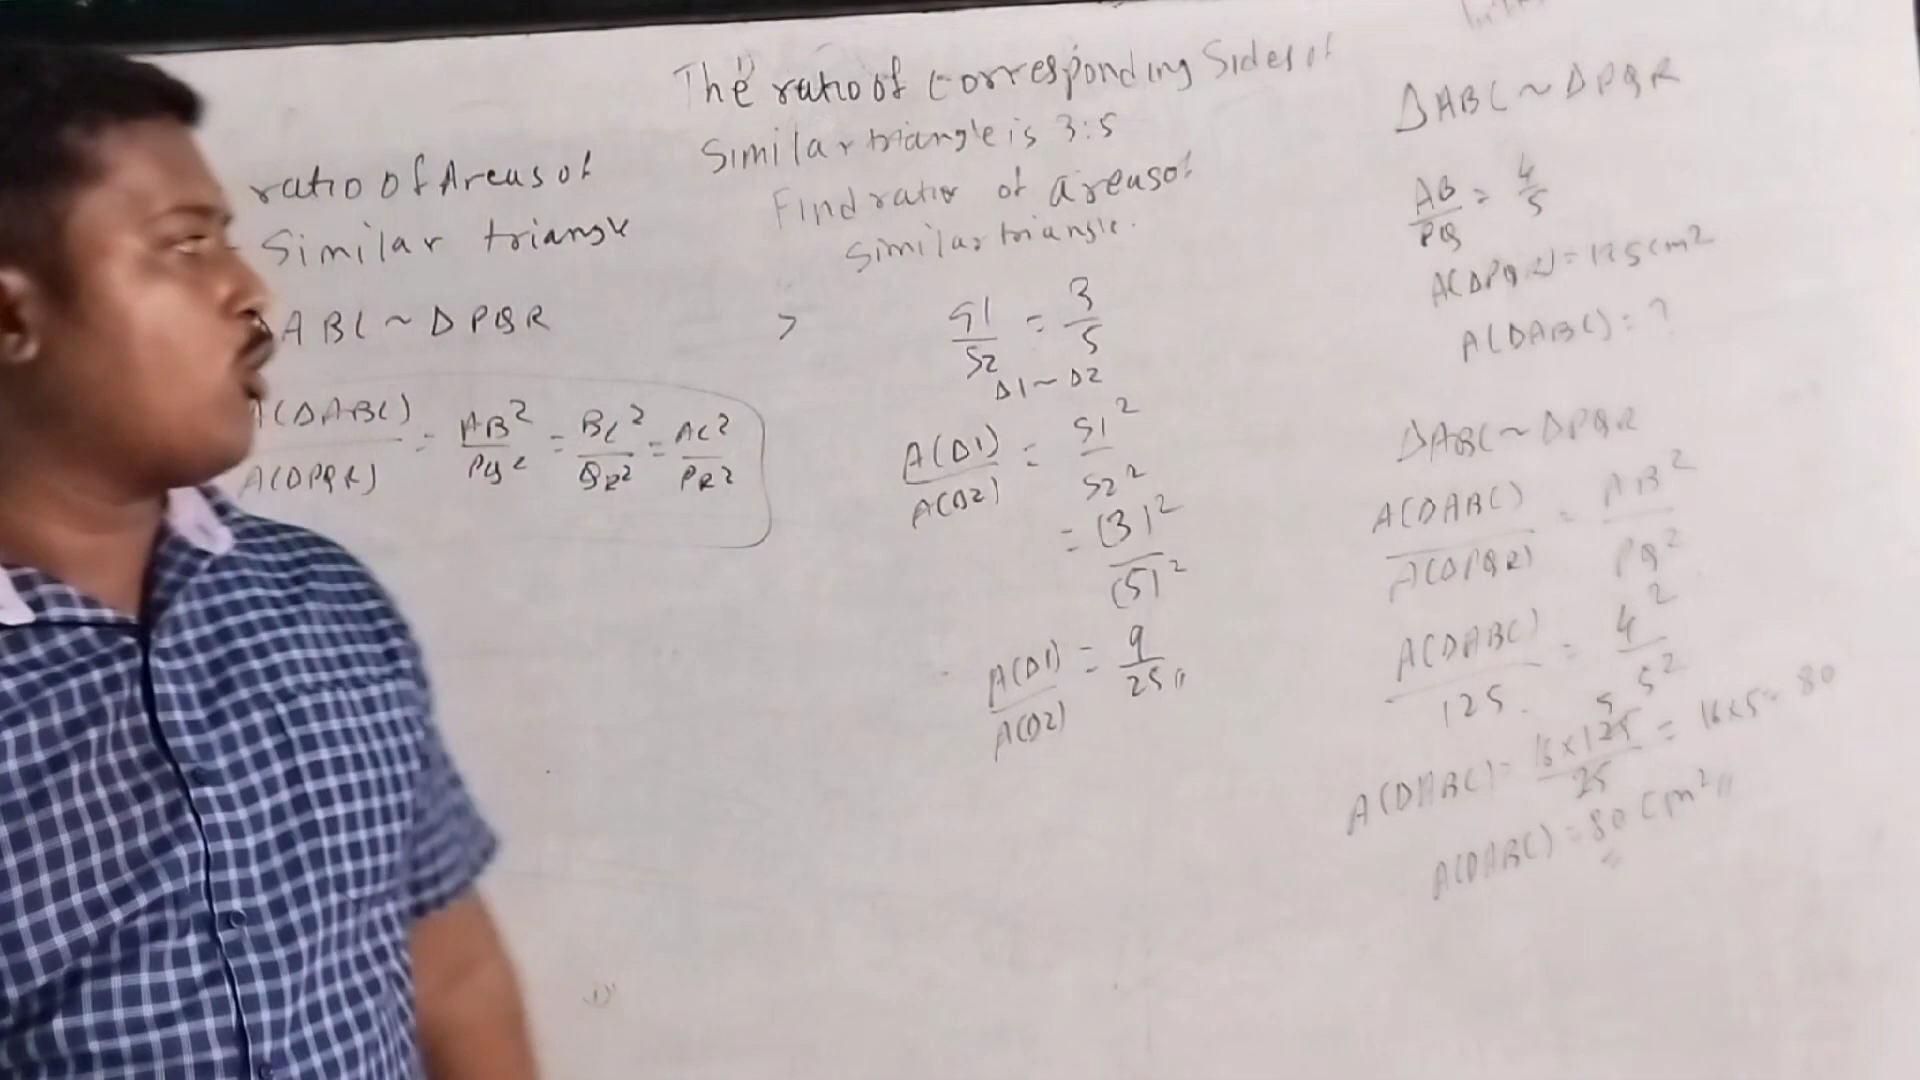 ratio of Areas of
Similar triangle
ABC ~ ΔPQR
A(ΔABC)/A(ΔPQR) = AB²/PQ² = BC²/QR² = AC²/PR²
1)
The ratio of corresponding Sides of
Similar triangle is 3:5
Find ratio of areas of
similar triangle.
> S1/S2 = 3/5
Δ1 ~ Δ2
A(Δ1)/A(Δ2) = S1²/S2²
= (3)²/(5)²
A(Δ1)/A(Δ2) = 9/25 //
ΔABC ~ ΔPQR
AB/PQ = 4/5
A(ΔPQR) = 125 cm²
A(ΔABC) = ?
ΔABC ~ ΔPQR
A(ΔABC)/A(ΔPQR) = AB²/PQ²
A(ΔABC)/125. = 4²/5²
5
A(ΔABC) = 16×125/25 = 16×5 = 80
A(ΔABC) = 80 cm² //